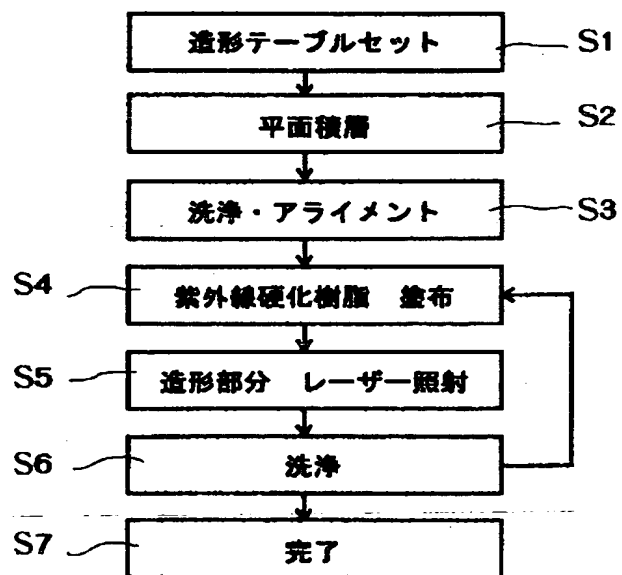 造形テーブルセット S1
平面積層 S2
洗浄・アライメント S3
S4 紫外線硬化樹脂 塗布
S5 造形部分 レーザー照射
S6 洗浄
S7 完了